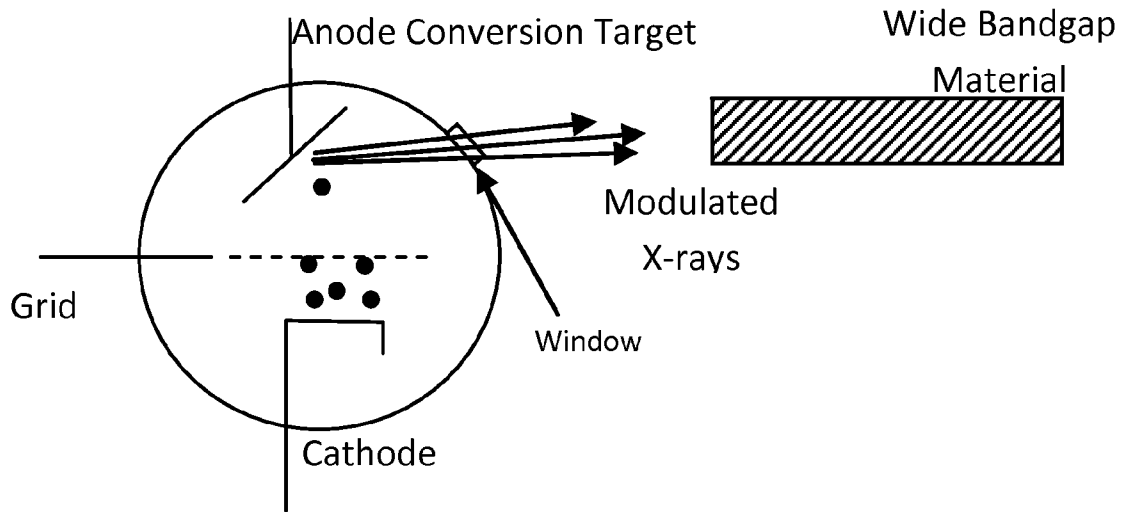 Anode Conversion Target
Wide Bandgap
Material
Modulated
X-rays
Grid
Window
Cathode